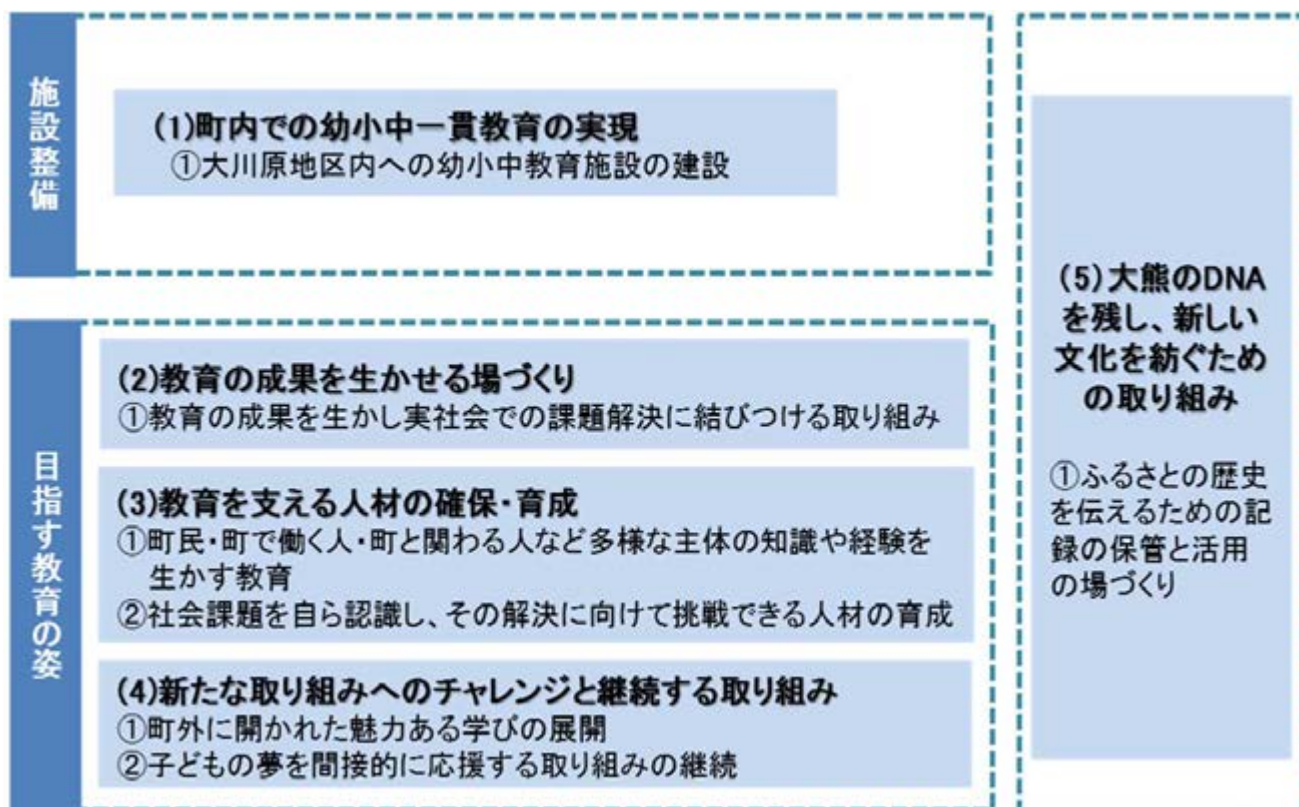 施設整備
(1)町内での幼小中一貫教育の実現
①大川原地区内への幼小中教育施設の建設
目指す教育の姿
(2)教育の成果を生かせる場づくり
①教育の成果を生かし実社会での課題解決に結びつける取り組み
(3)教育を支える人材の確保・育成
①町民・町で働く人・町と関わる人など多様な主体の知識や経験を
生かす教育
②社会課題を自ら認識し、その解決に向けて挑戦できる人材の育成
(4)新たな取り組みへのチャレンジと継続する取り組み
①町外に開かれた魅力ある学びの展開
②子どもの夢を間接的に応援する取り組みの継続
(5)大熊のDNA
を残し、新しい
文化を紡ぐため
の取り組み
①ふるさとの歴史
を伝えるための記
録の保管と活用
の場づくり